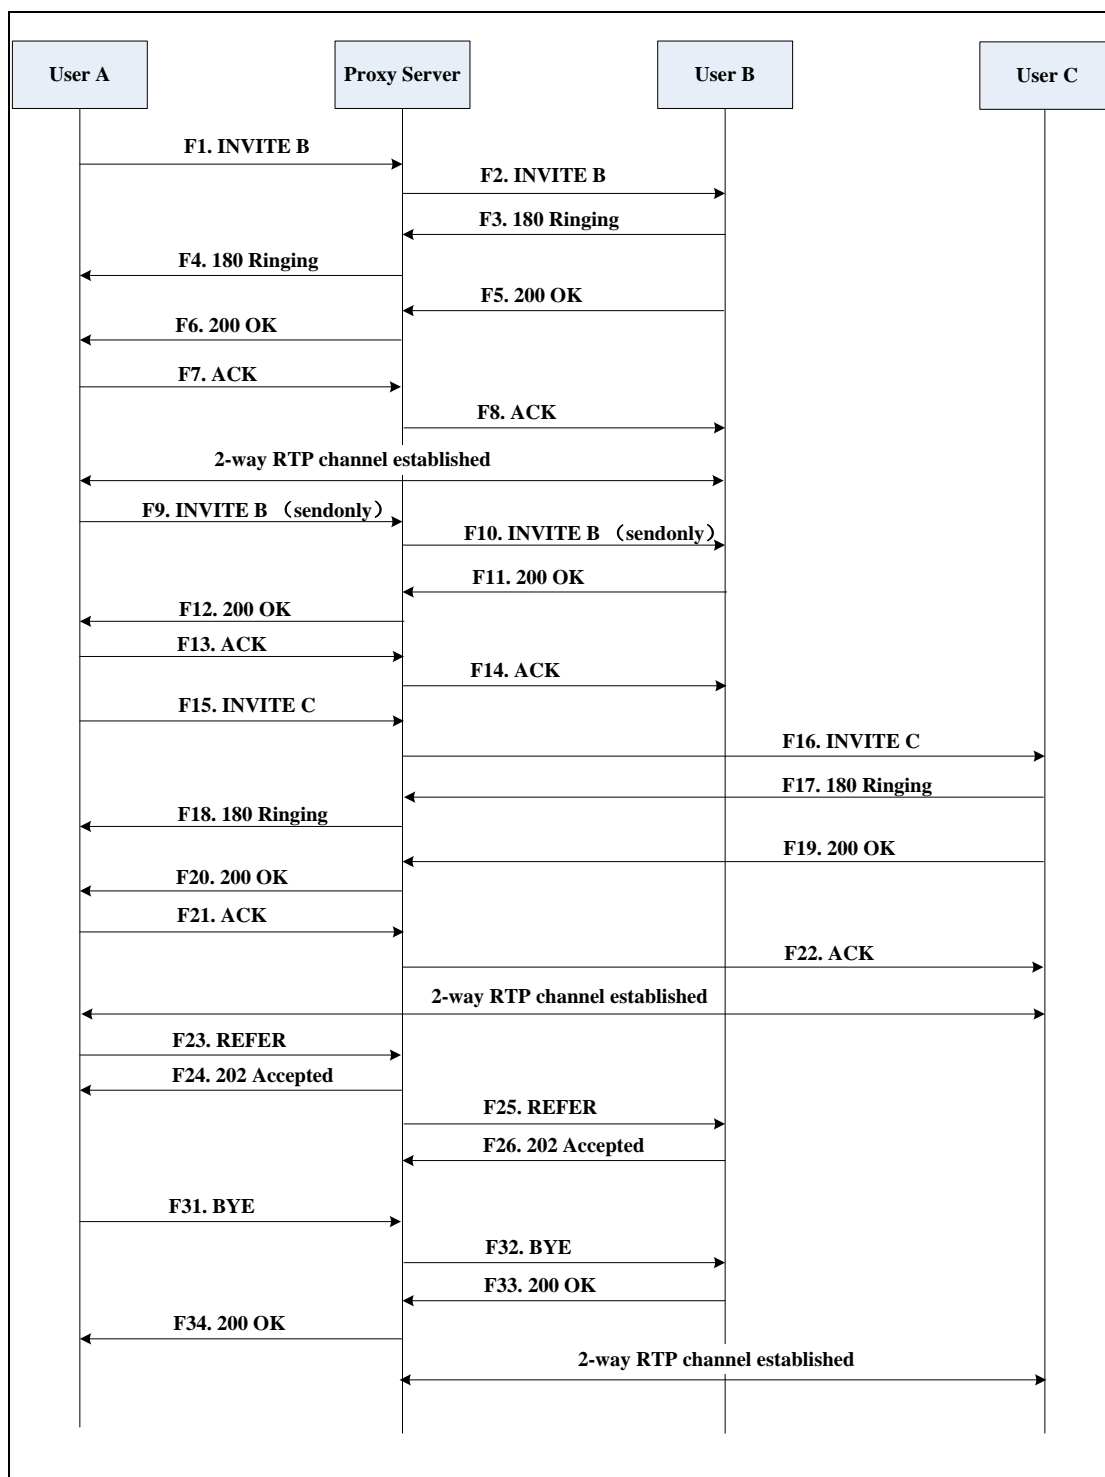 User A
Proxy Server
User B
User C
F1. INVITE B
F2. INVITE B
F3. 180 Ringing
F4. 180 Ringing
F5. 200 OK
F6. 200 OK
F7. ACK
F8. ACK
2-way RTP channel established
F9. INVITE B （sendonly）
F10. INVITE B （sendonly）
F11. 200 OK
F12. 200 OK
F13. ACK
F14. ACK
F15. INVITE C
F16. INVITE C
F17. 180 Ringing
F18. 180 Ringing
F19. 200 OK
F20. 200 OK
F21. ACK
F22. ACK
2-way RTP channel established
F23. REFER
F24. 202 Accepted
F25. REFER
F26. 202 Accepted
F31. BYE
F32. BYE
F33. 200 OK
F34. 200 OK
2-way RTP channel established